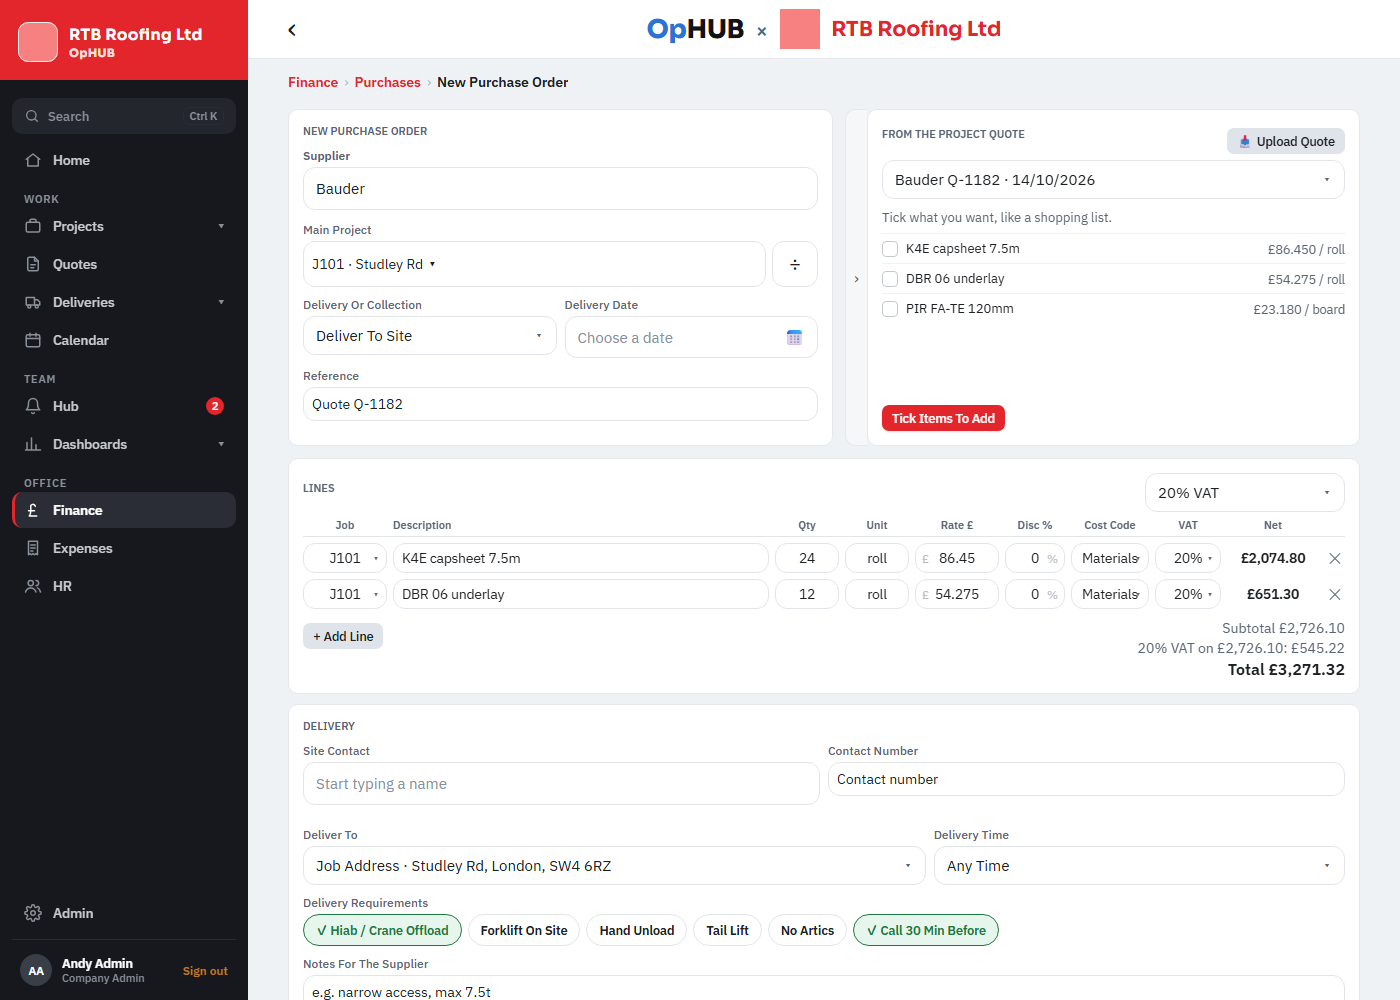 RTB Roofing Ltd
OpHUB
Search Ctrl K
Home
WORK
Projects
Quotes
Deliveries
Calendar
TEAM
Hub 2
Dashboards
OFFICE
£ Finance
Expenses
HR
Admin
AA Andy Admin
Company Admin
Sign out
OpHUB × RTB Roofing Ltd
Finance › Purchases › New Purchase Order
NEW PURCHASE ORDER
Supplier
Bauder
Main Project
J101 · Studley Rd
÷
Delivery Or Collection
Deliver To Site
Delivery Date
Choose a date
Reference
Quote Q-1182
FROM THE PROJECT QUOTE
Upload Quote
Bauder Q-1182 · 14/10/2026
Tick what you want, like a shopping list.
K4E capsheet 7.5m £86.450 / roll
DBR 06 underlay £54.275 / roll
PIR FA-TE 120mm £23.180 / board
Tick Items To Add
LINES
20% VAT
Job Description Qty Unit Rate £ Disc % Cost Code VAT Net
J101 K4E capsheet 7.5m 24 roll £ 86.45 0 % Materials 20% £2,074.80
J101 DBR 06 underlay 12 roll £ 54.275 0 % Materials 20% £651.30
+ Add Line
Subtotal £2,726.10
20% VAT on £2,726.10: £545.22
Total £3,271.32
DELIVERY
Site Contact
Start typing a name
Contact Number
Contact number
Deliver To
Job Address · Studley Rd, London, SW4 6RZ
Delivery Time
Any Time
Delivery Requirements
✓ Hiab / Crane Offload
Forklift On Site
Hand Unload
Tail Lift
No Artics
✓ Call 30 Min Before
Notes For The Supplier
e.g. narrow access, max 7.5t